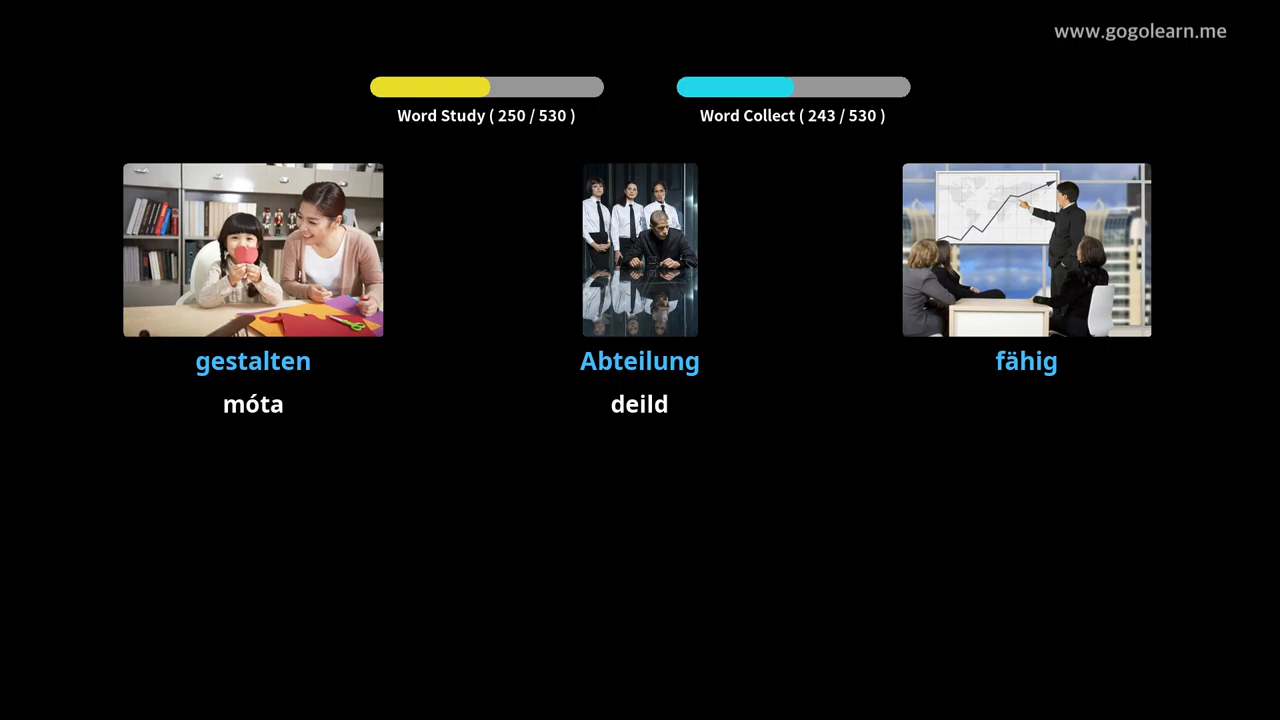 www.gogolearn.me
Word Study ( 250 / 530 )
Word Collect ( 243 / 530 )
gestalten
Abteilung
fähig
móta
deild